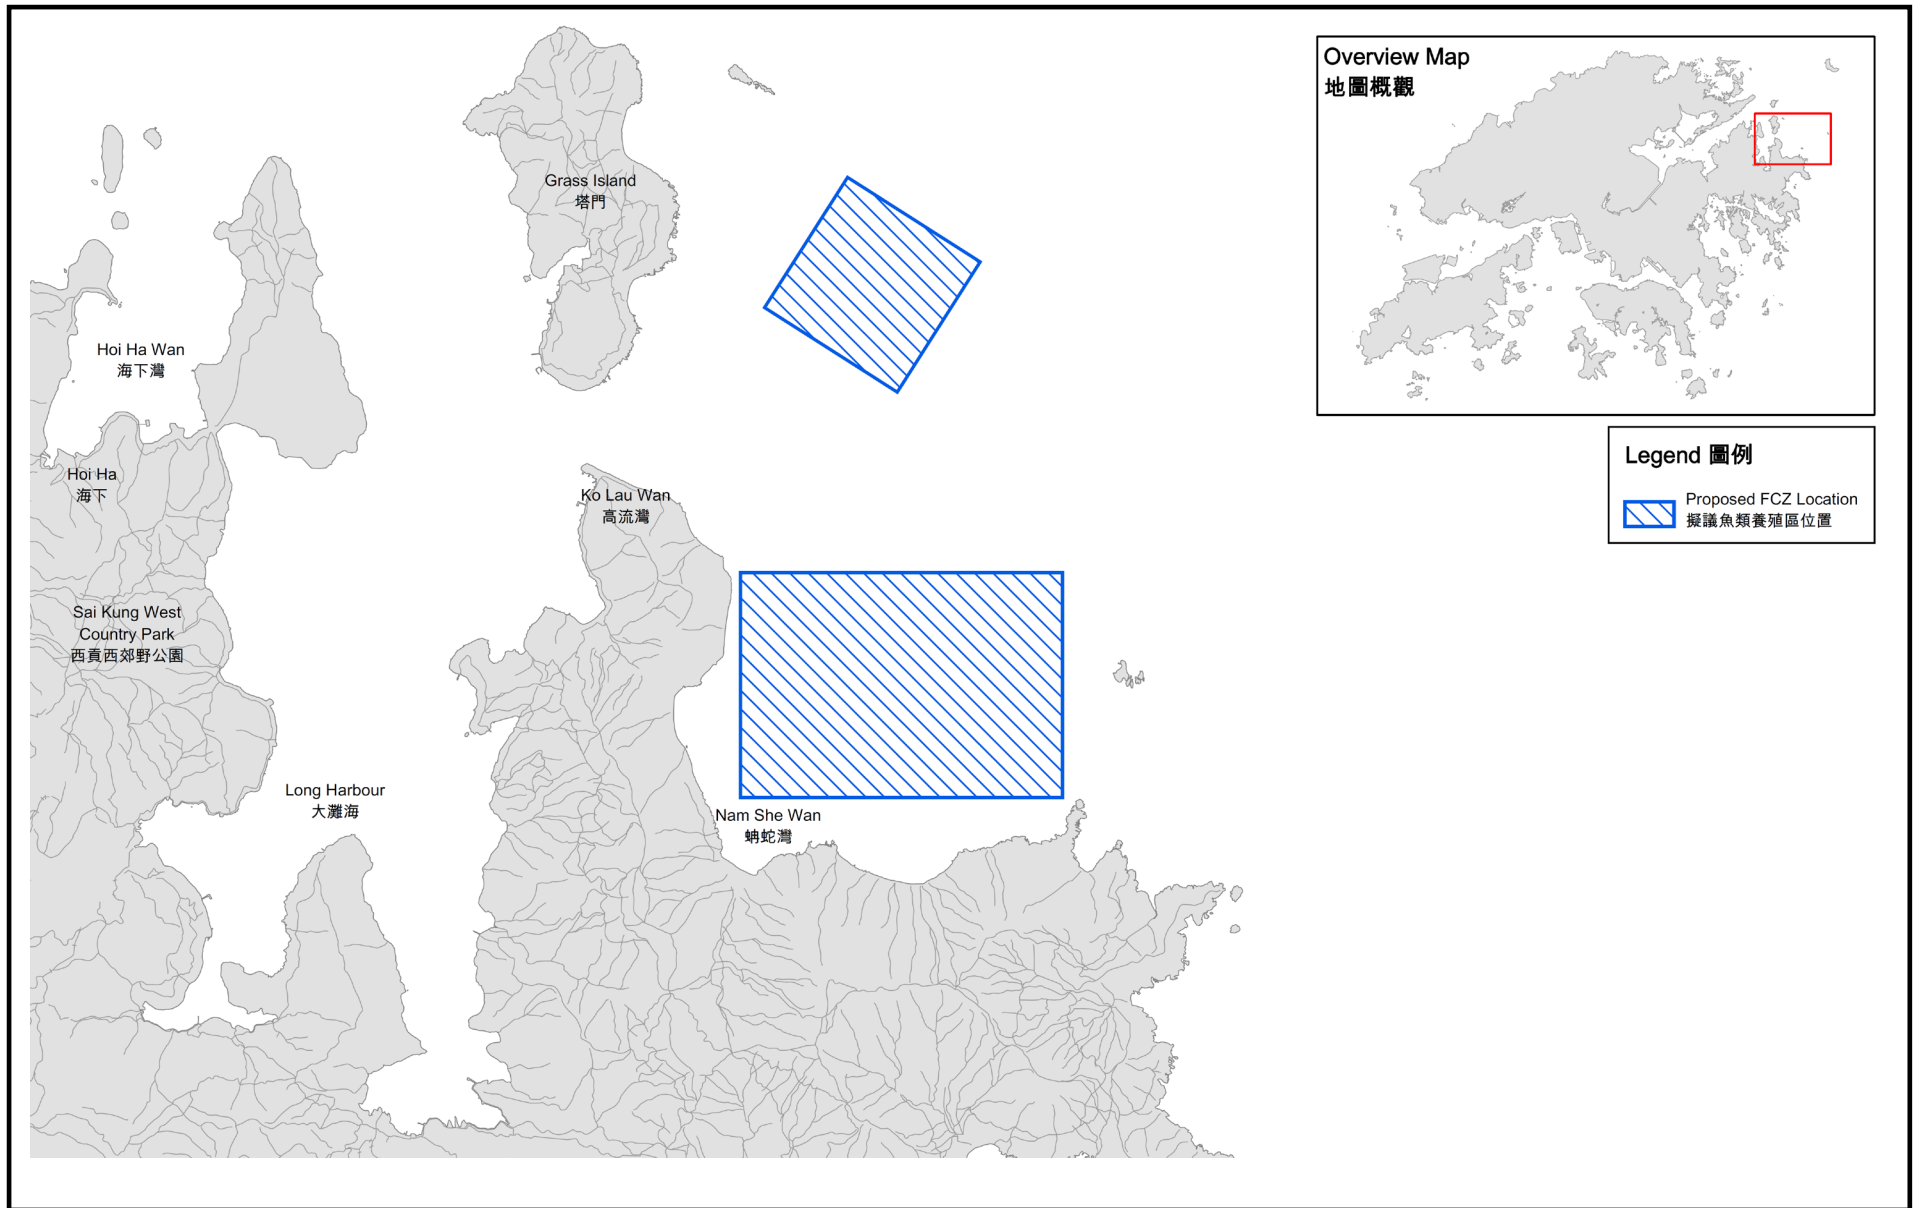 Overview Map
地圖概觀
Grass Island
塔門
Hoi Ha Wan
海下灣
Legend 圖例
Hoi Ha
海下
Ko Lau Wan
高流灣
Proposed FCZ Location
擬議魚類養殖區位置
Sai Kung West
Country Park
西貢西郊野公園
Long Harbour
大灘海
Nam She Wan
蚺蛇灣